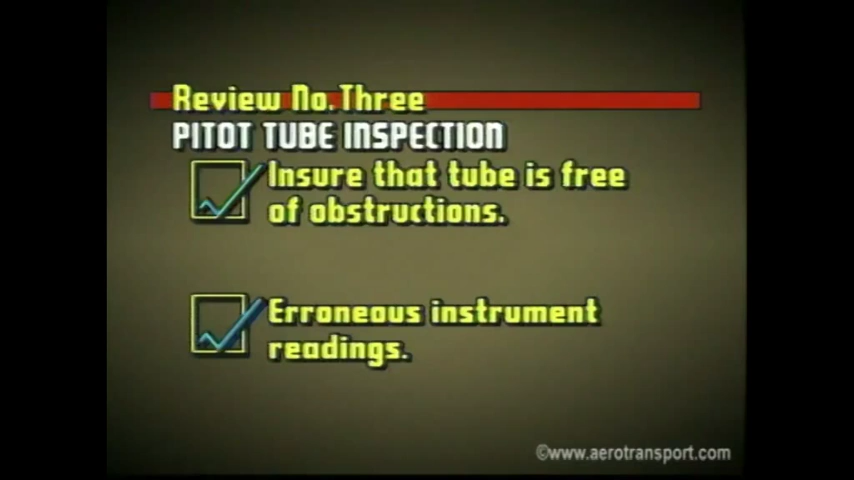 Review No. Three
PITOT TUBE INSPECTION
Insure that tube is free
of obstructions.
Erroneous instrument
readings.
©www.aerotransport.com